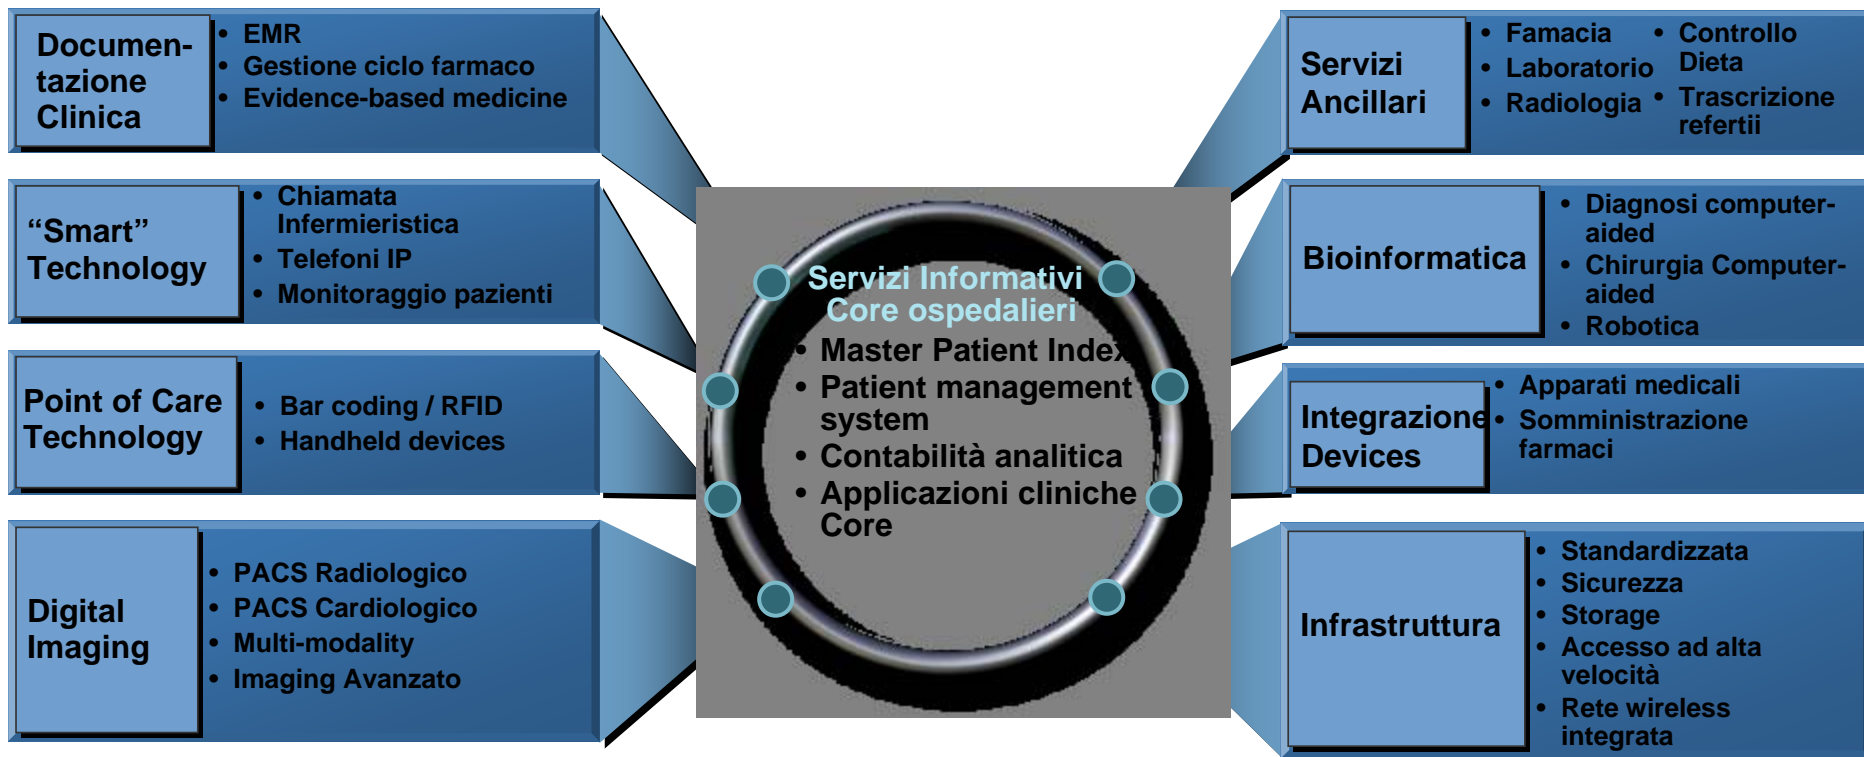 Documen-
tazione
Clinica
• EMR
• Gestione ciclo farmaco
• Evidence-based medicine
“Smart”
Technology
• Chiamata
Infermieristica
• Telefoni IP
• Monitoraggio pazienti
Point of Care
Technology
• Bar coding / RFID
• Handheld devices
Digital
Imaging
• PACS Radiologico
• PACS Cardiologico
• Multi-modality
• Imaging Avanzato
Servizi Informativi
Core ospedalieri
• Master Patient Index
• Patient management
system
• Contabilità analitica
• Applazioni cliniche
Core
Servizi
Ancillari
• Famacia
• Laboratorio
• Radiologia
• Controllo
Dieta
• Trascrizione
refertii
Bioinformatica
• Diagnosi computer-
aided
• Chirurgia Computer-
aided
• Robotica
Integrazione
Devices
• Apparati medicali
• Somministrazione
farmaci
Infrastruttura
• Standardizzata
• Sicurezza
• Storage
• Accesso ad alta
velocità
• Rete wireless
integrata